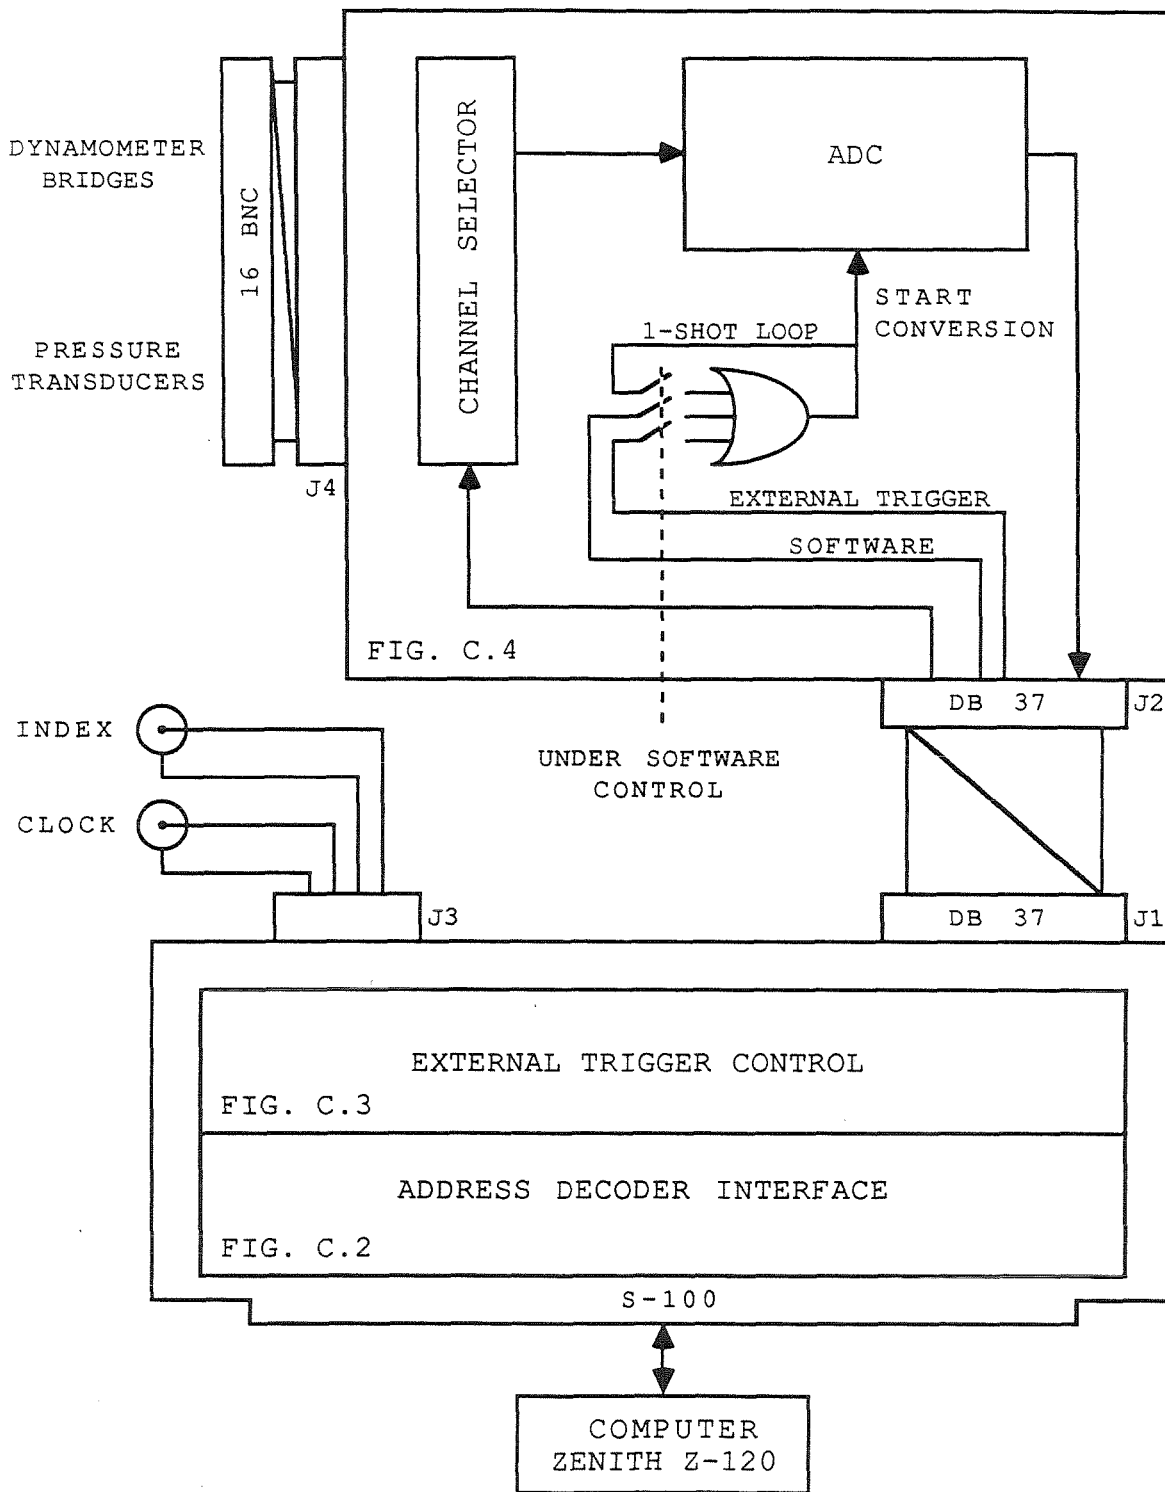 DYNAMOMETER
BRIDGES
PRESSURE
TRANSDUCERS
16 BNC
J4
CHANNEL SELECTOR
ADC
START
CONVERSION
1-SHOT LOOP
EXTERNAL TRIGGER
SOFTWARE
FIG. C.4
DB 37
J2
INDEX
CLOCK
UNDER SOFTWARE
CONTROL
J3
DB 37
J1
EXTERNAL TRIGGER CONTROL
FIG. C.3
ADDRESS DECODER INTERFACE
FIG. C.2
S-100
COMPUTER
ZENITH Z-120